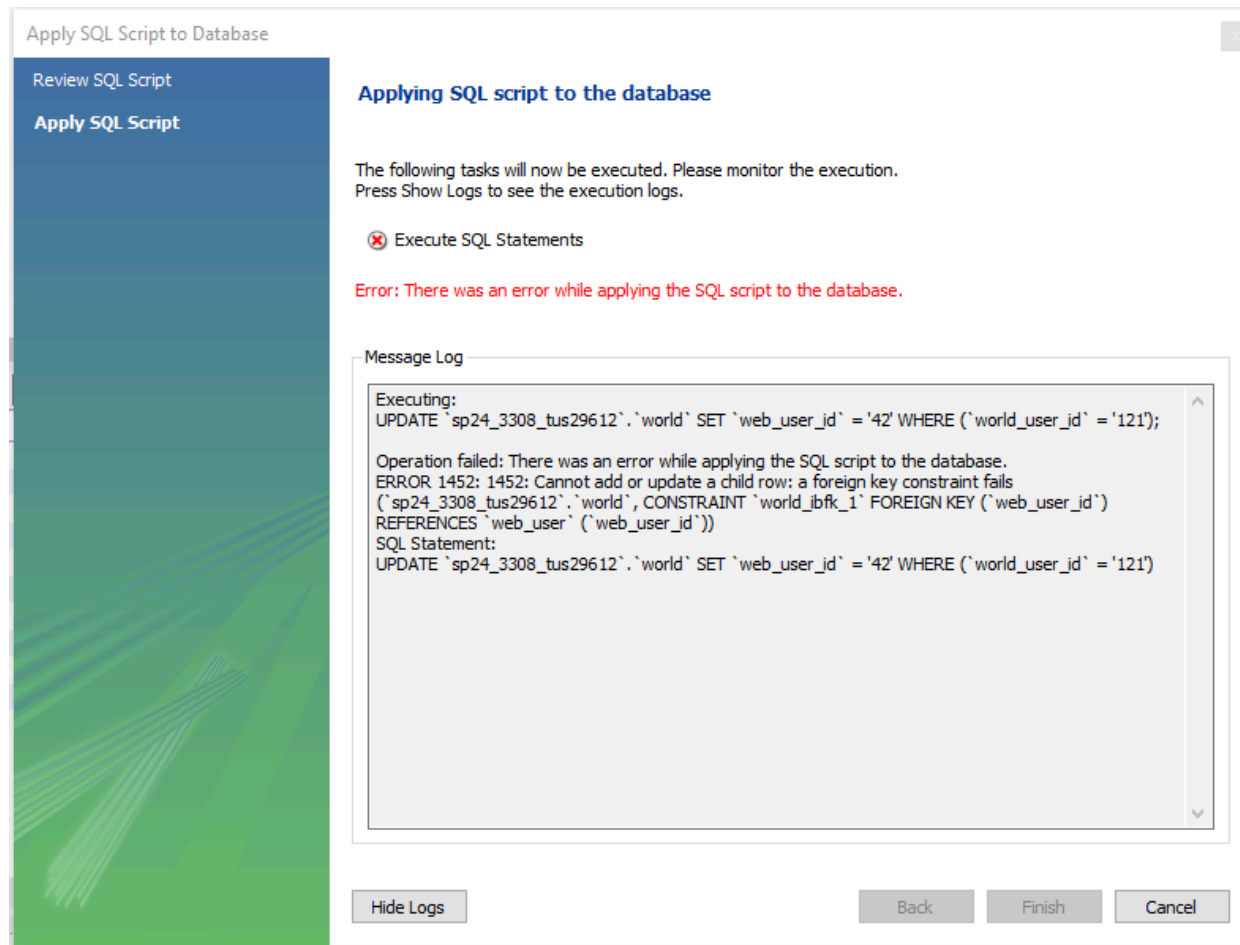 Apply SQL Script to Database
Review SQL Script
Apply SQL Script
Applying SQL script to the database
The following tasks will now be executed. Please monitor the execution.
Press Show Logs to see the execution logs.
Execute SQL Statements
Error: There was an error while applying the SQL script to the database.
Message Log
Executing:
UPDATE `sp24_3308_tus29612`.`world` SET `web_user_id` = '42' WHERE (`world_user_id` = '121');
Operation failed: There was an error while applying the SQL script to the database.
ERROR 1452: 1452: Cannot add or update a child row: a foreign key constraint fails
(`sp24_3308_tus29612`.`world`, CONSTRAINT `world_ibfk_1` FOREIGN KEY (`web_user_id`)
REFERENCES `web_user` (`web_user_id`))
SQL Statement:
UPDATE `sp24_3308_tus29612`.`world` SET `web_user_id` = '42' WHERE (`world_user_id` = '121')
Hide Logs
Back
Finish
Cancel